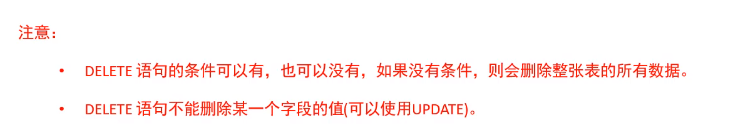 注意：
• DELETE 语句的条件可以有，也可以没有，如果没有条件，则会删除整张表的所有数据。
• DELETE 语句不能删除某一个字段的值(可以使用UPDATE)。